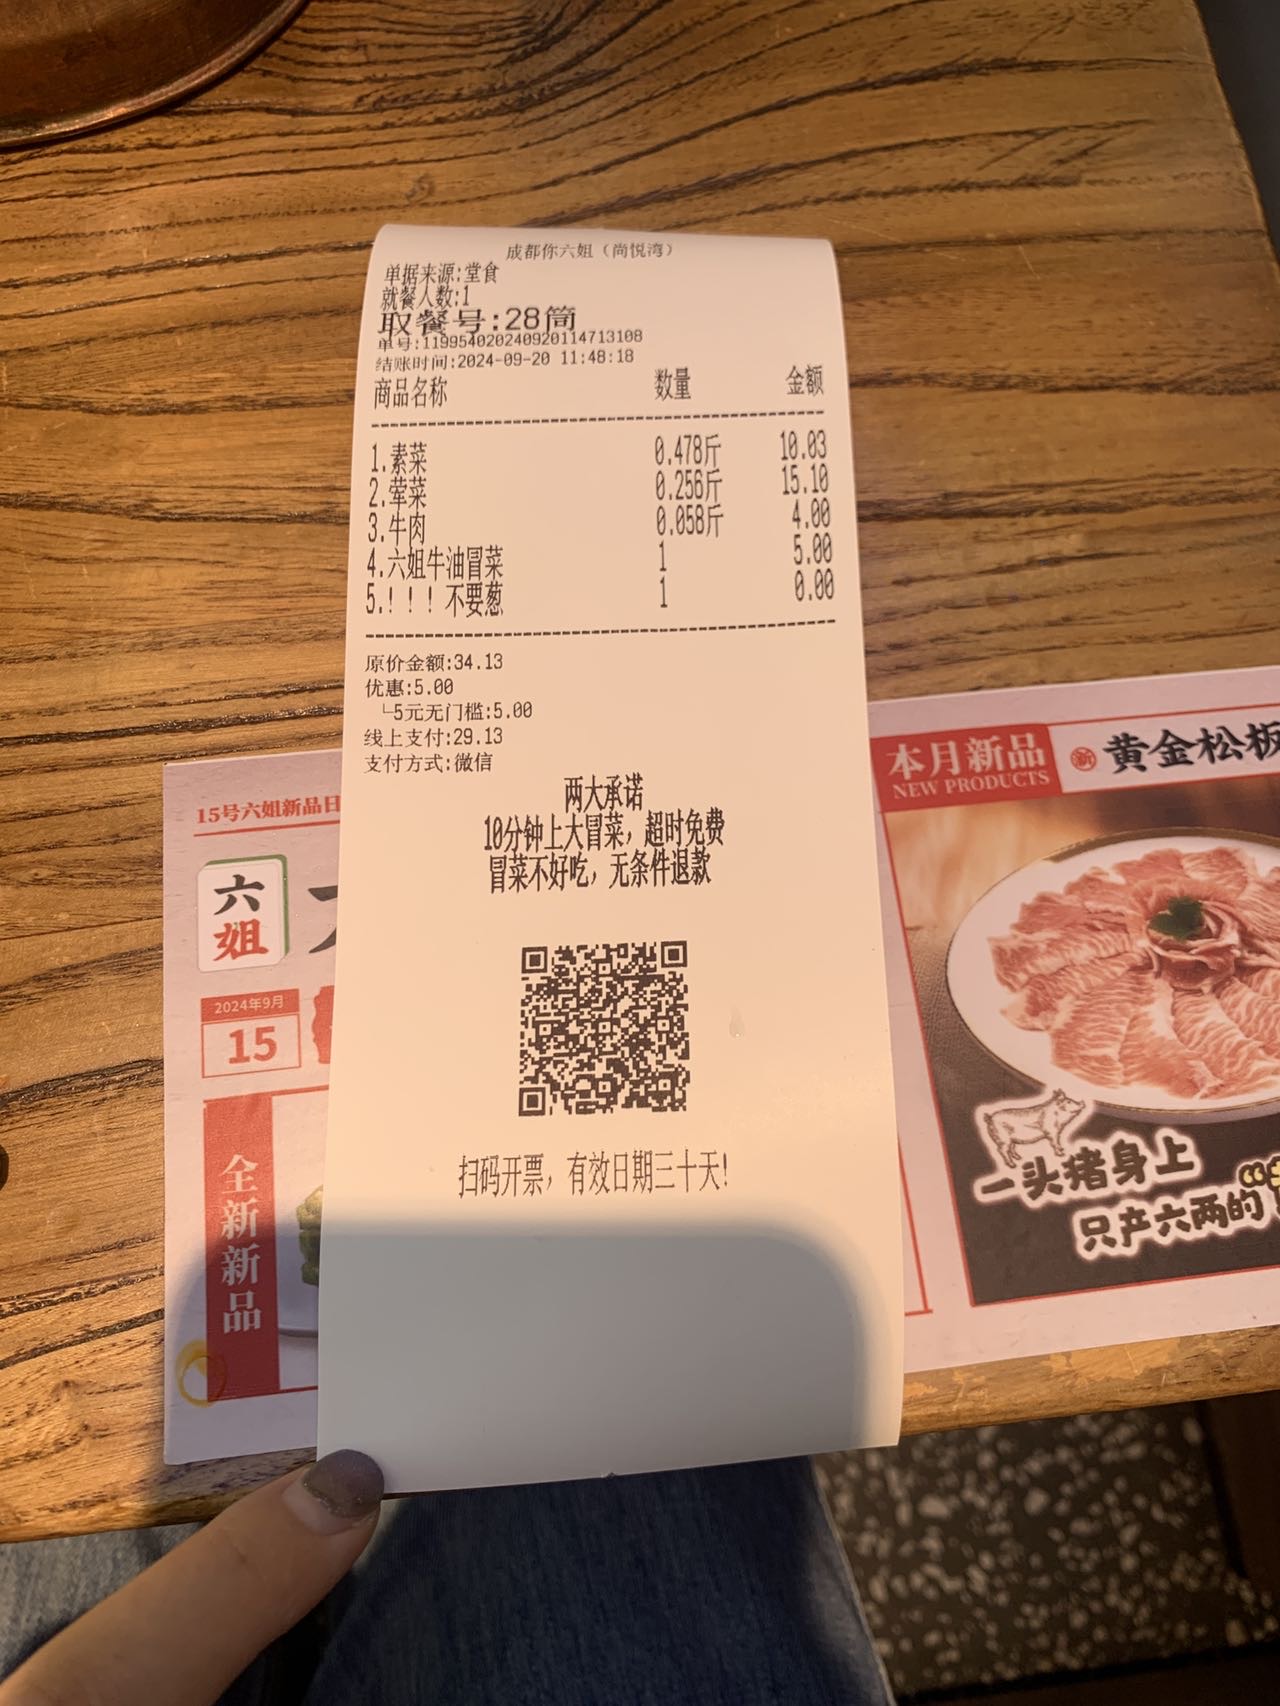 成都你六姐（尚悦湾）
单据来源:堂食
就餐人数:1
取餐号:28筒
单号:119954020240920114713108
结账时间:2024-09-20 11:48:18
商品名称 数量 金额
1.素菜 0.478斤 10.03
2.荤菜 0.256斤 15.10
3.牛肉 0.058斤 4.00
4.六姐牛油冒菜 1 5.00
5.！！！不要葱 1 0.00
原价金额:34.13
优惠:5.00
└5元无门槛:5.00
线上支付:29.13
支付方式:微信
两大承诺
10分钟上大冒菜，超时免费
冒菜不好吃，无条件退款
扫码开票，有效日期三十天!
15号六姐新品日
六姐
2024年9月
15
全新新品
本月新品
NEW PRODUCTS
新
黄金松板
一头猪身上
只产六两的